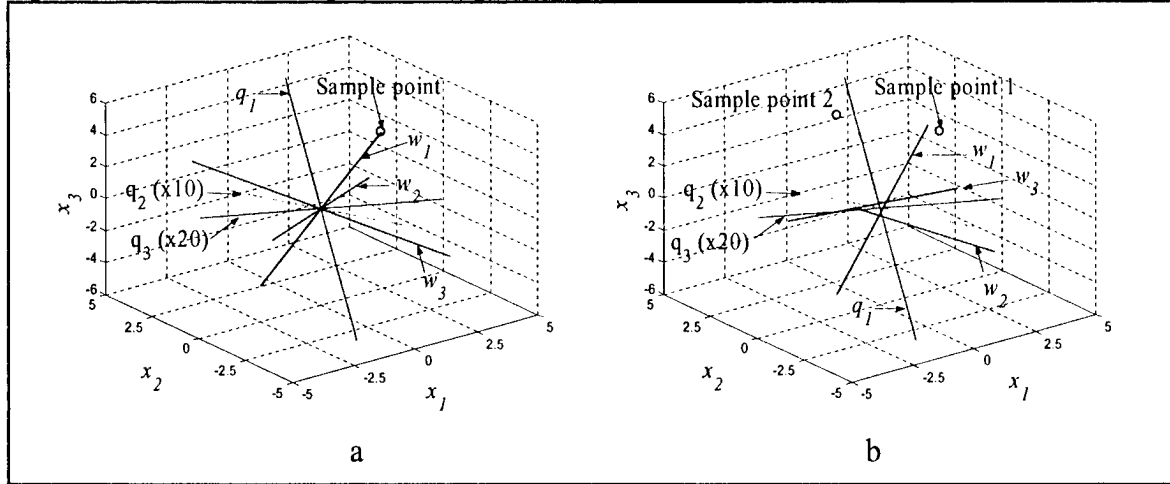 q1
Sample point
w1
w2
q2 (x10)
q3 (x20)
w3
x3
6
4
2
0
-2
-4
-6
5
2.5
0
-2.5
-5
x2
-5
-2.5
0
2.5
5
x1
a
Sample point 2
Sample point 1
w1
w3
q2 (x10)
q3 (x20)
w2
q1
x3
6
4
2
0
-2
-4
-6
5
2.5
0
-2.5
-5
x2
-5
-2.5
0
2.5
5
x1
b